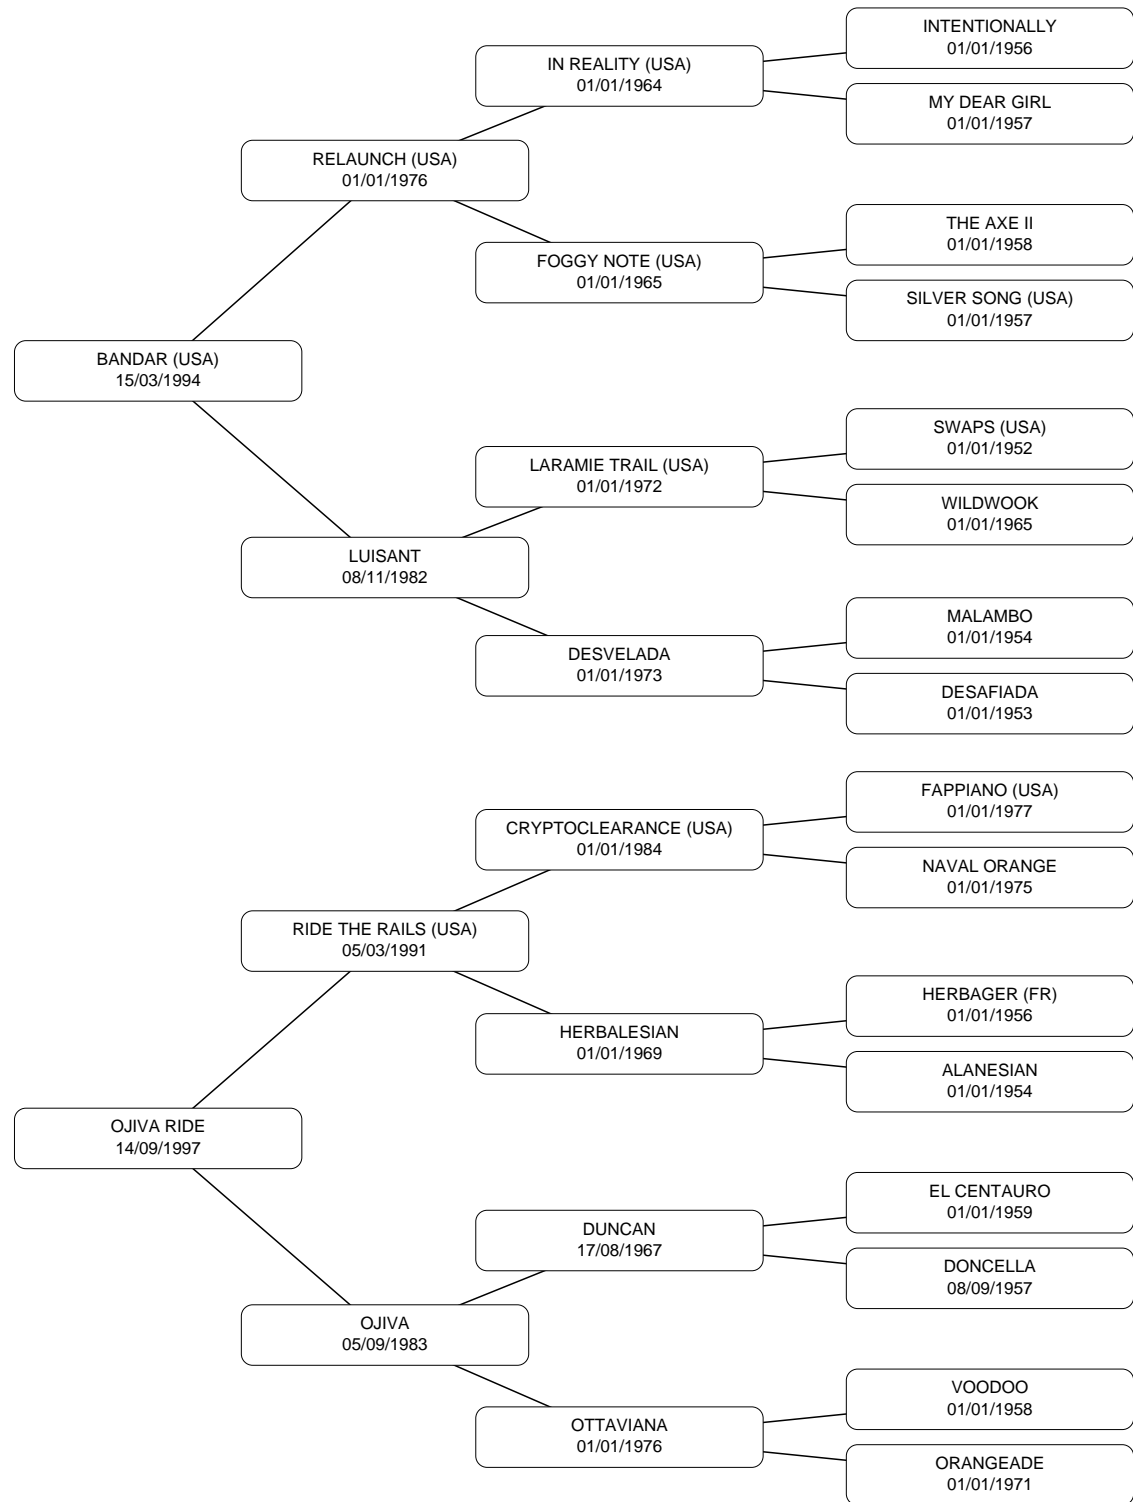 INTENTIONALLY
01/01/1956
IN REALITY (USA)
01/01/1964
MY DEAR GIRL
01/01/1957
RELAUNCH (USA)
01/01/1976
THE AXE II
01/01/1958
FOGGY NOTE (USA)
01/01/1965
SILVER SONG (USA)
01/01/1957
BANDAR (USA)
15/03/1994
SWAPS (USA)
01/01/1952
LARAMIE TRAIL (USA)
01/01/1972
WILDWOOK
01/01/1965
LUISANT
08/11/1982
MALAMBO
01/01/1954
DESVELADA
01/01/1973
DESAFIADA
01/01/1953
FAPPIANO (USA)
01/01/1977
CRYPTOCLEARANCE (USA)
01/01/1984
NAVAL ORANGE
01/01/1975
RIDE THE RAILS (USA)
05/03/1991
HERBAGER (FR)
01/01/1956
HERBALESIAN
01/01/1969
ALANESIAN
01/01/1954
OJIVA RIDE
14/09/1997
EL CENTAURO
01/01/1959
DUNCAN
17/08/1967
DONCELLA
08/09/1957
OJIVA
05/09/1983
VOODOO
01/01/1958
OTTAVIANA
01/01/1976
ORANGEADE
01/01/1971